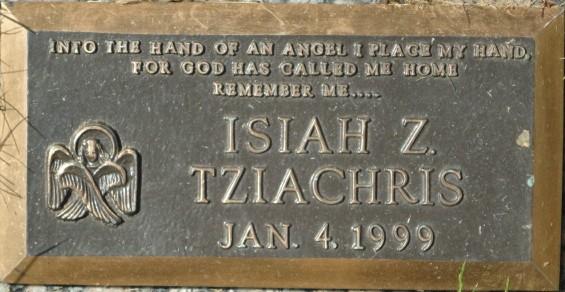 INTO THE HAND OF AN ANGEL I PLACE MY HAND,
FOR GOD HAS CALLED ME HOME
REMEMBER ME....
ISIAH Z.
TZIACHRIS
JAN. 4, 1999